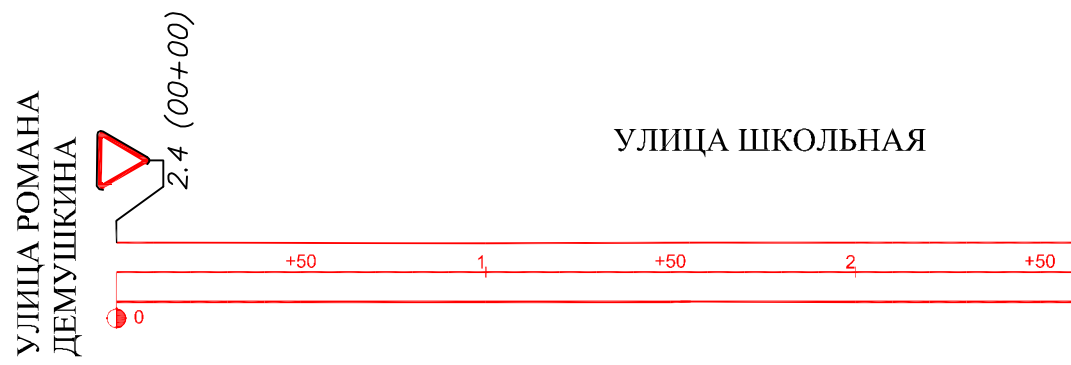 УЛИЦА РОМАНА
ДЕМУШКИНА
2.4 (00+00)
УЛИЦА ШКОЛЬНАЯ
+50 1 +50 2 +50
0